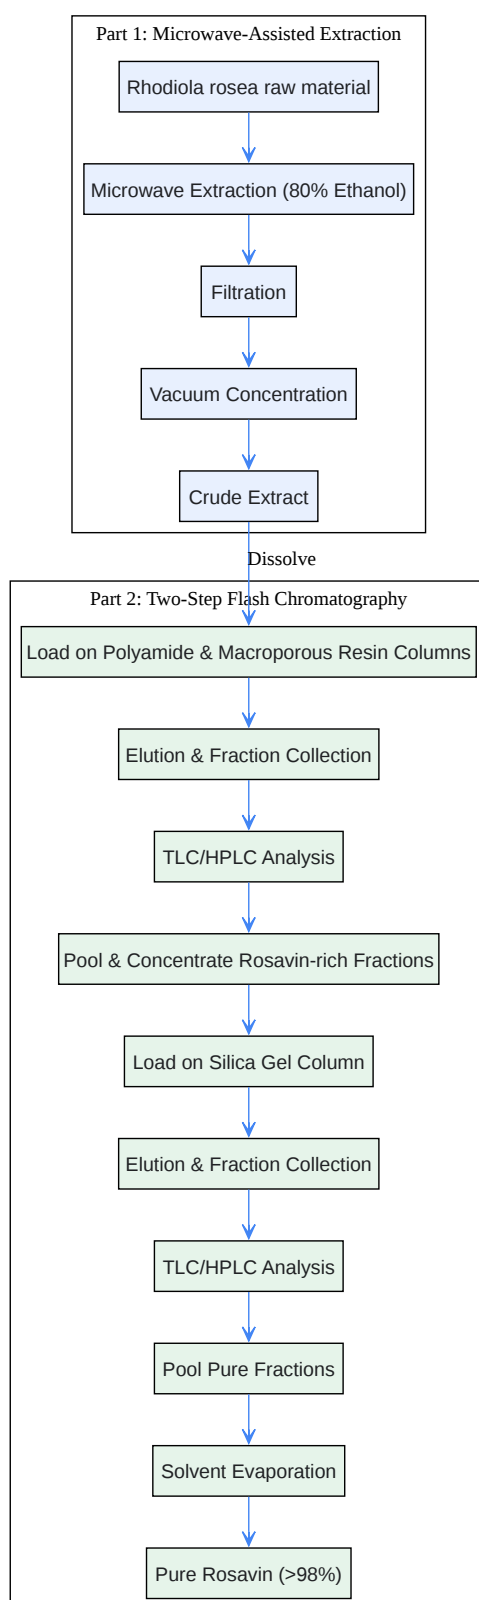 Part 1: Microwave-Assisted Extraction
Rhodiola rosea raw material
Microwave Extraction (80% Ethanol)
Filtration
Vacuum Concentration
Crude Extract
Dissolve
Part 2: Two-Step Flash Chromatography
Load on Polyamide & Macroporous Resin Columns
Elution & Fraction Collection
TLC/HPLC Analysis
Pool & Concentrate Rosavin-rich Fractions
Load on Silica Gel Column
Elution & Fraction Collection
TLC/HPLC Analysis
Pool Pure Fractions
Solvent Evaporation
Pure Rosavin (>98%)